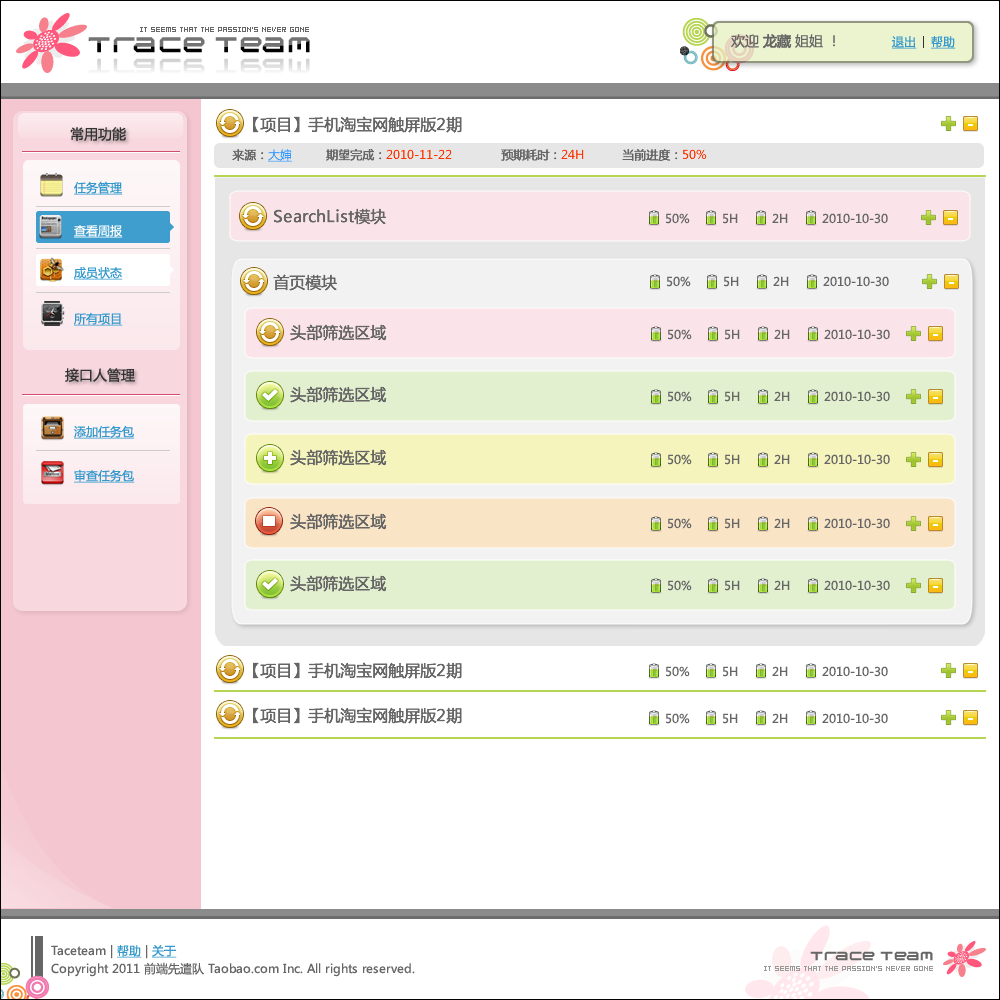 IT SEEMS THAT THE PASSION'S NEVER GONE
TRACE TEAM
欢迎 龙藏 姐姐 ！ 退出 | 帮助
常用功能
任务管理
查看周报
成员状态
所有项目
接口人管理
添加任务包
审查任务包
【项目】手机淘宝网触屏版2期
来源：大婶 期望完成：2010-11-22 预期耗时：24H 当前进度：50%
SearchList模块 50% 5H 2H 2010-10-30
首页模块 50% 5H 2H 2010-10-30
头部筛选区域 50% 5H 2H 2010-10-30
头部筛选区域 50% 5H 2H 2010-10-30
头部筛选区域 50% 5H 2H 2010-10-30
头部筛选区域 50% 5H 2H 2010-10-30
头部筛选区域 50% 5H 2H 2010-10-30
【项目】手机淘宝网触屏版2期 50% 5H 2H 2010-10-30
【项目】手机淘宝网触屏版2期 50% 5H 2H 2010-10-30
Taceteam | 帮助 | 关于
Copyright 2011 前端先遣队 Taobao.com Inc. All rights reserved.
TRACE TEAM
IT SEEMS THAT THE PASSION'S NEVER GONE